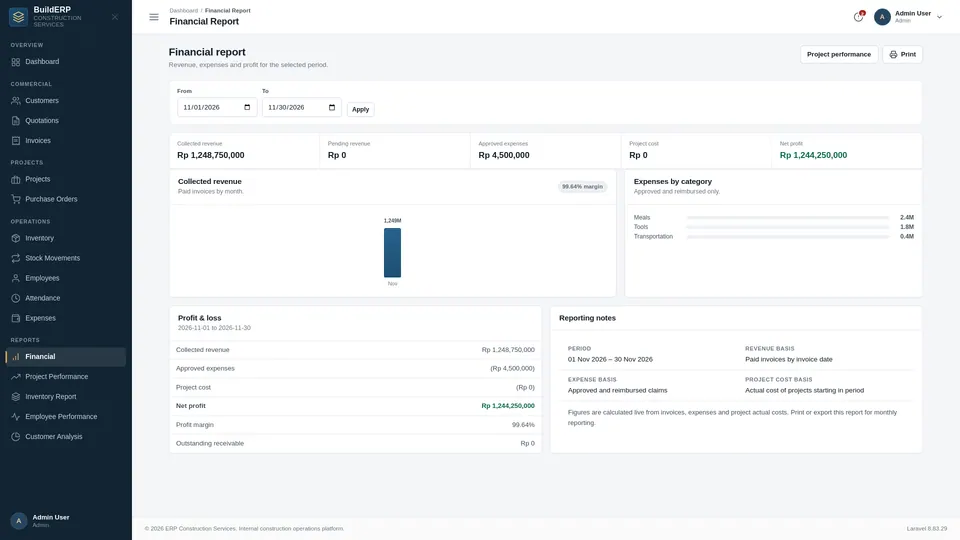 BuildERP
CONSTRUCTION
SERVICES
OVERVIEW
Dashboard
COMMERCIAL
Customers
Quotations
Invoices
PROJECTS
Projects
Purchase Orders
OPERATIONS
Inventory
Stock Movements
Employees
Attendance
Expenses
REPORTS
Financial
Project Performance
Inventory Report
Employee Performance
Customer Analysis
A
Admin User
Admin
Dashboard / Financial Report
Financial Report
A
Admin User
Admin
Financial report
Revenue, expenses and profit for the selected period.
Project performance
Print
From
To
11/01/2026
11/30/2026
Apply
Collected revenue
Rp 1,248,750,000
Pending revenue
Rp 0
Approved expenses
Rp 4,500,000
Project cost
Rp 0
Net profit
Rp 1,244,250,000
Collected revenue
Paid invoices by month.
99.64% margin
1,249M
Nov
Expenses by category
Approved and reimbursed only.
Meals 2.4M
Tools 1.8M
Transportation 0.4M
Profit & loss
2026-11-01 to 2026-11-30
Collected revenue Rp 1,248,750,000
Approved expenses (Rp 4,500,000)
Project cost (Rp 0)
Net profit Rp 1,244,250,000
Profit margin 99.64%
Outstanding receivable Rp 0
Reporting notes
PERIOD
01 Nov 2026 – 30 Nov 2026
REVENUE BASIS
Paid invoices by invoice date
EXPENSE BASIS
Approved and reimbursed claims
PROJECT COST BASIS
Actual cost of projects starting in period
Figures are calculated live from invoices, expenses and project actual costs. Print or export this report for monthly
reporting.
© 2026 ERP Construction Services. Internal construction operations platform.
Laravel 8.83.29